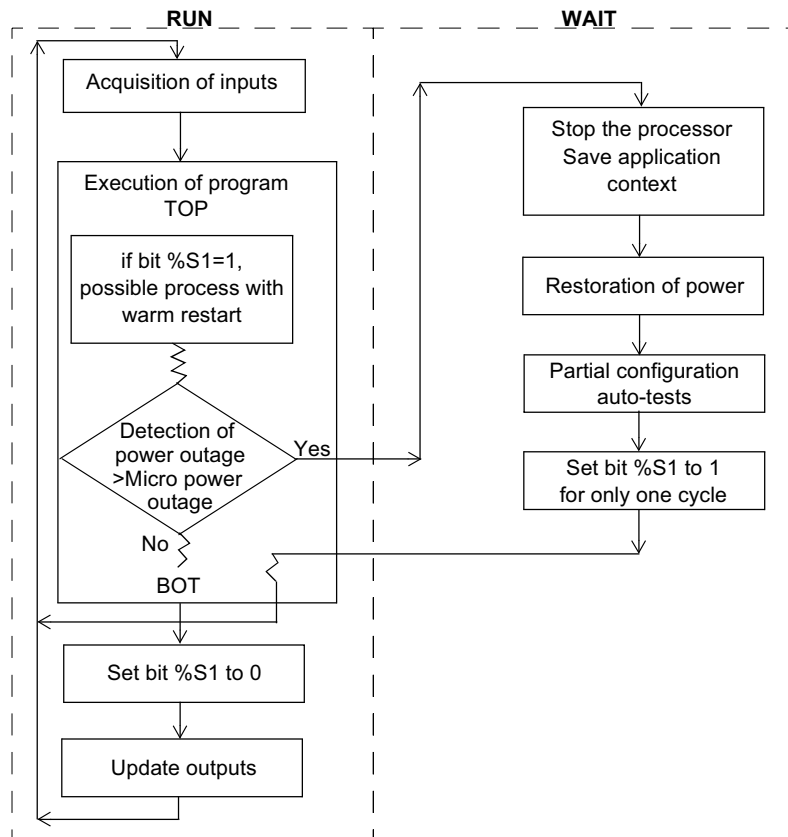 RUN
WAIT
Acquisition of inputs
Execution of program
TOP
if bit %S1=1,
possible process with
warm restart
Detection of
power outage
>Micro power
outage
Yes
No
BOT
Set bit %S1 to 0
Update outputs
Stop the processor
Save application
context
Restoration of power
Partial configuration
auto-tests
Set bit %S1 to 1
for only one cycle